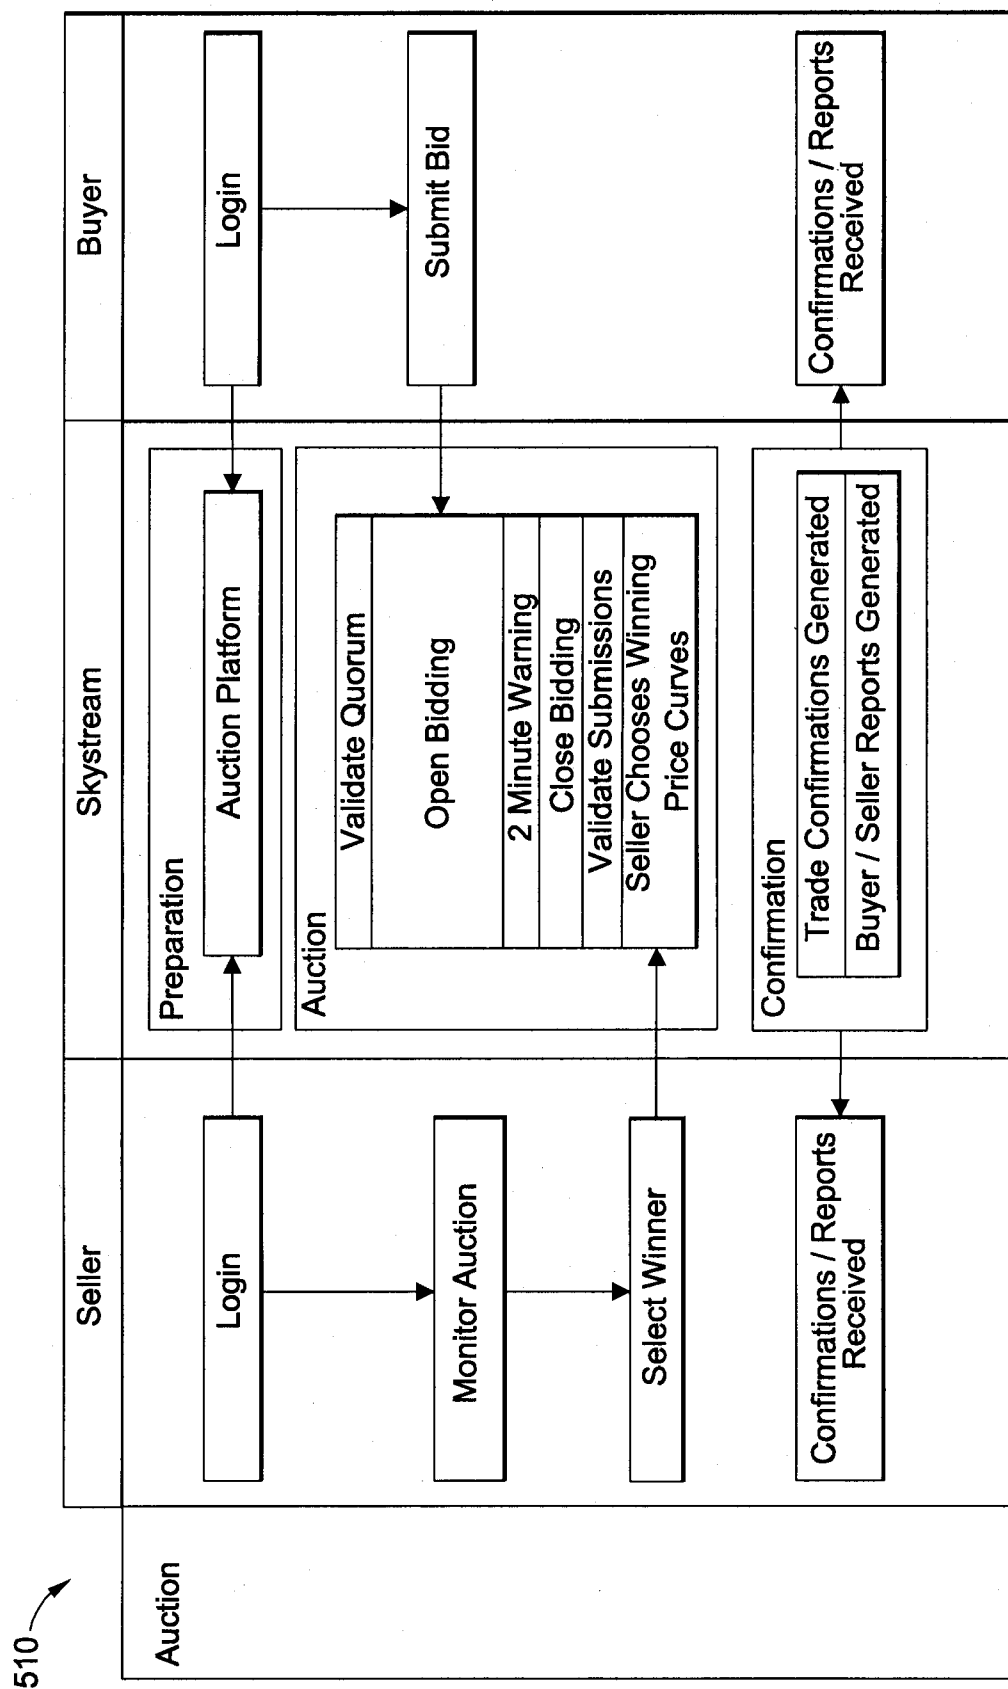 510
Seller
Skystream
Buyer
Auction
Login
Preparation
Auction Platform
Login
Monitor Auction
Select Winner
Auction
Validate Quorum
Open Bidding
2 Minute Warning
Close Bidding
Validate Submissions
Seller Chooses Winning
Price Curves
Submit Bid
Confirmations / Reports
Received
Confirmation
Trade Confirmations Generated
Buyer / Seller Reports Generated
Confirmations / Reports
Received